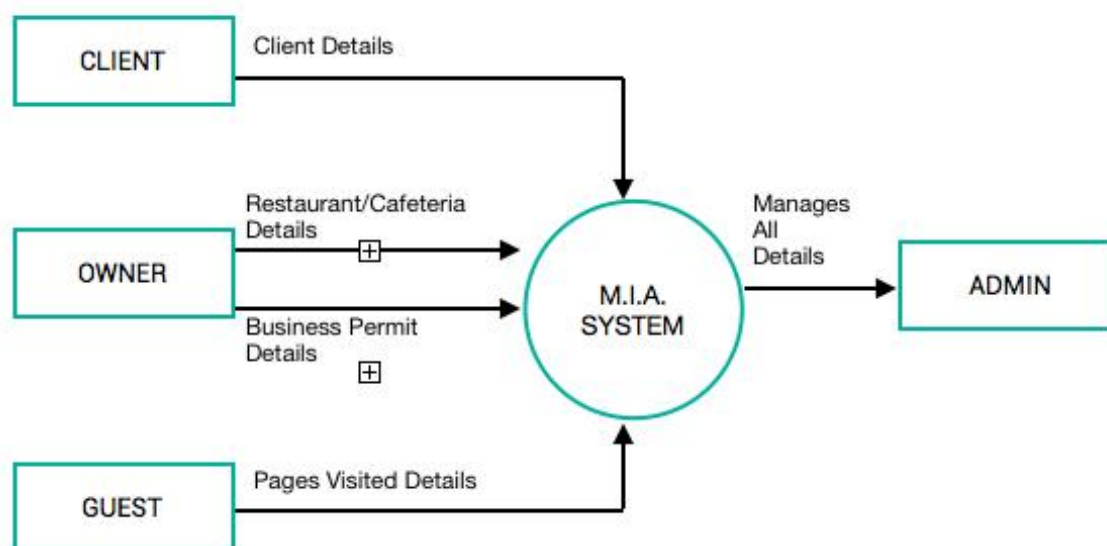 CLIENT
Client Details
Restaurant/Cafeteria
Details
OWNER
Business Permit
Details
M.I.A.
SYSTEM
Manages
All
Details
ADMIN
Pages Visited Details
GUEST